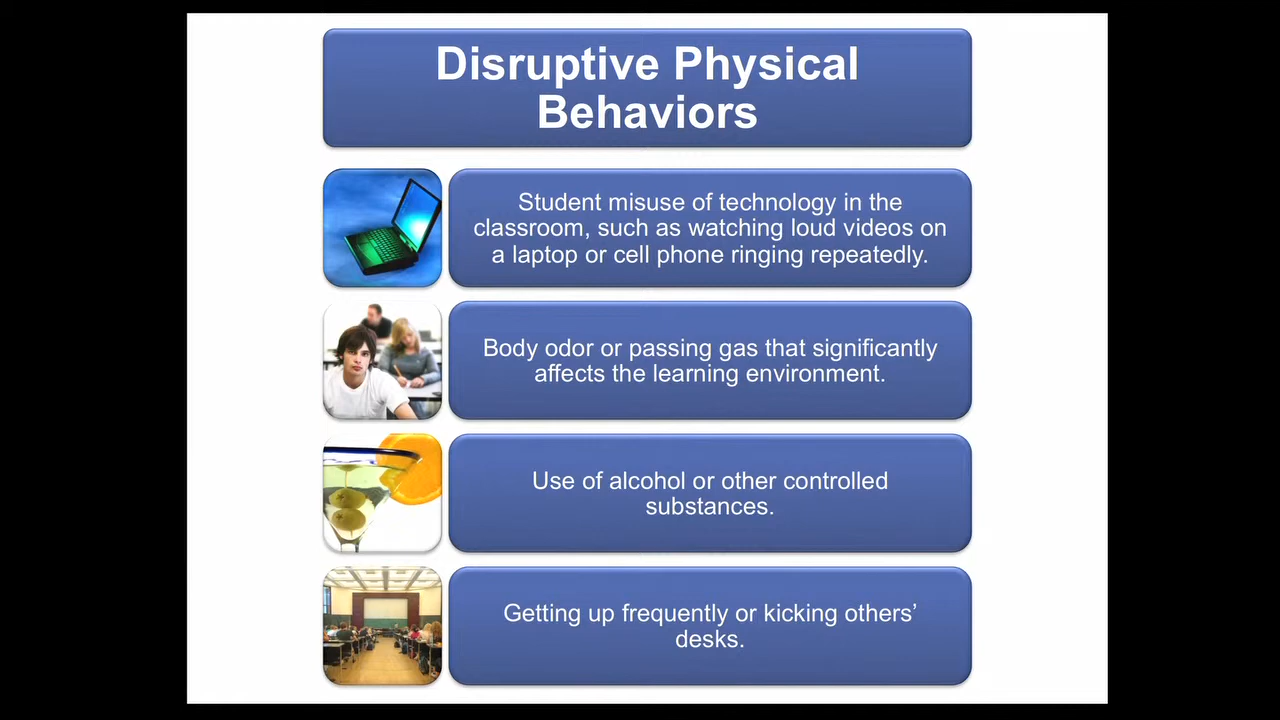 Disruptive Physical
Behaviors
Student misuse of technology in the
classroom, such as watching loud videos on
a laptop or cell phone ringing repeatedly.
Body odor or passing gas that significantly
affects the learning environment.
Use of alcohol or other controlled
substances.
Getting up frequently or kicking others’
desks.